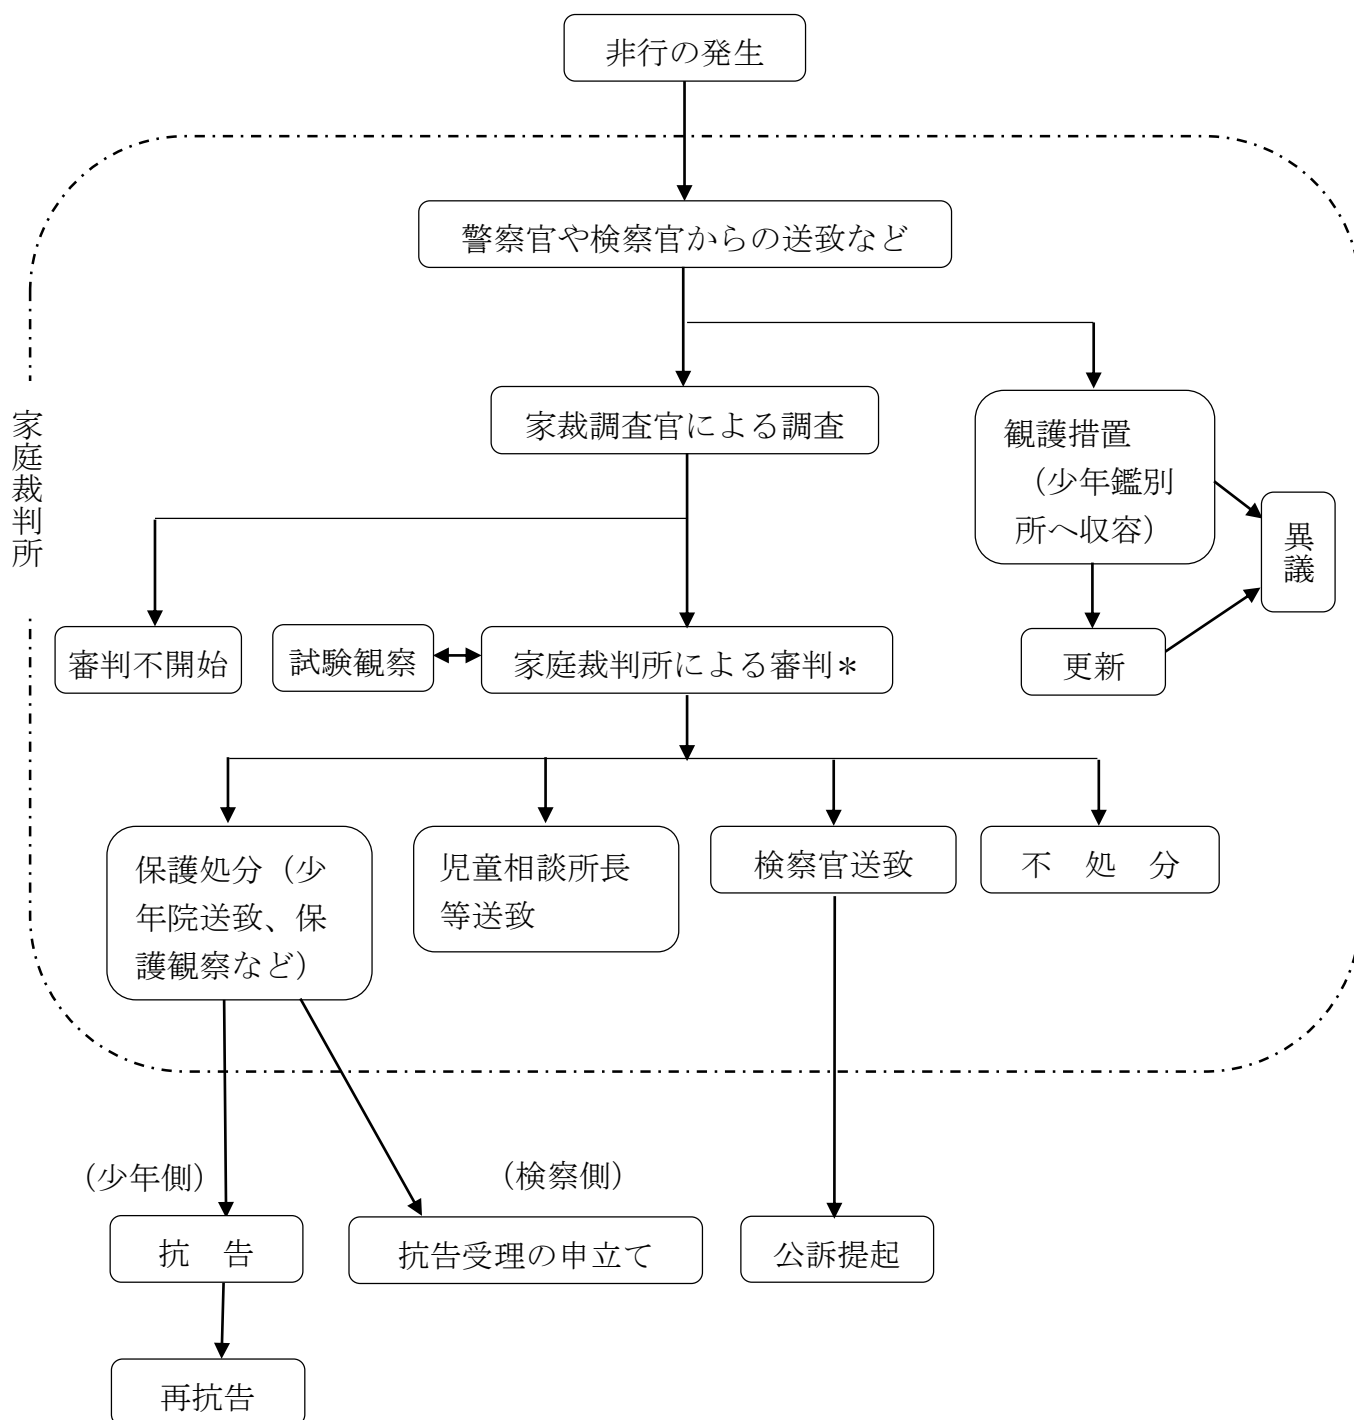 非行の発生
警察官や検察官からの送致など
家裁調査官による調査
観護措置
（少年鑑別
所へ収容）
異議
家庭裁判所
審判不開始
試験観察
家庭裁判所による審判＊
更新
保護処分（少
年院送致、保
護観察など）
児童相談所長
等送致
検察官送致
不　処　分
（少年側）
（検察側）
抗　告
抗告受理の申立て
公訴提起
再抗告